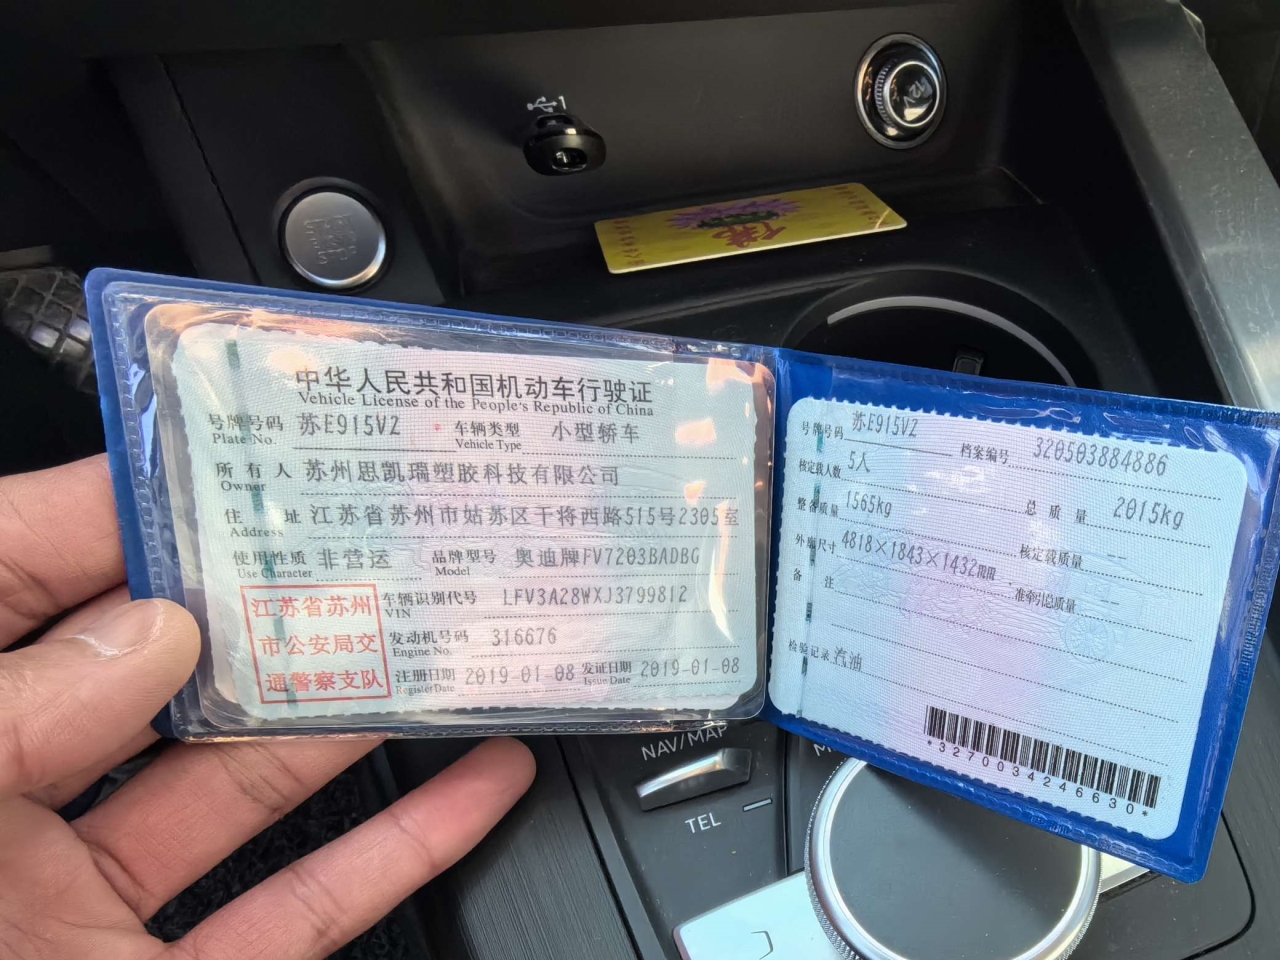 1
12V
佛
中华人民共和国机动车行驶证
Vehicle License of the People's Republic of China
号牌号码 苏E915VZ 车辆类型 小型轿车
Plate No. Vehicle Type
所有人 苏州思凯瑞塑胶科技有限公司
Owner
住址 江苏省苏州市姑苏区干将西路515号2305室
Address
使用性质 非营运 品牌型号 奥迪牌FV7203BADBG
Use Character Model
江苏省苏州
市公安局交
通警察支队
车辆识别代号 LFV3A28WXJ3799812
VIN
发动机号码 316676
Engine No.
注册日期 2019-01-08 发证日期 2019-01-08
Register Date Issue Date
号牌号码 苏E915VZ 档案编号 320503884886
核定载人数 5人 总质量 2015kg
整备质量 1565kg 核定载质量 --
外廓尺寸 4818×1843×1432mm 准牵引总质量 --
备注
检验记录 汽油
*3270034246630*
NAV/MAP
TEL